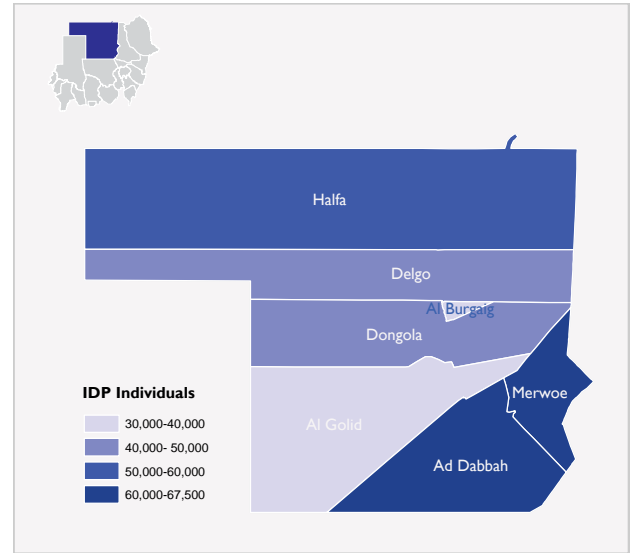 Halfa
Delgo
Al Burgaig
Dongola
Merwoe
Al Golid
Ad Dabbah
IDP Individuals
30,000-40,000
40,000- 50,000
50,000-60,000
60,000-67,500